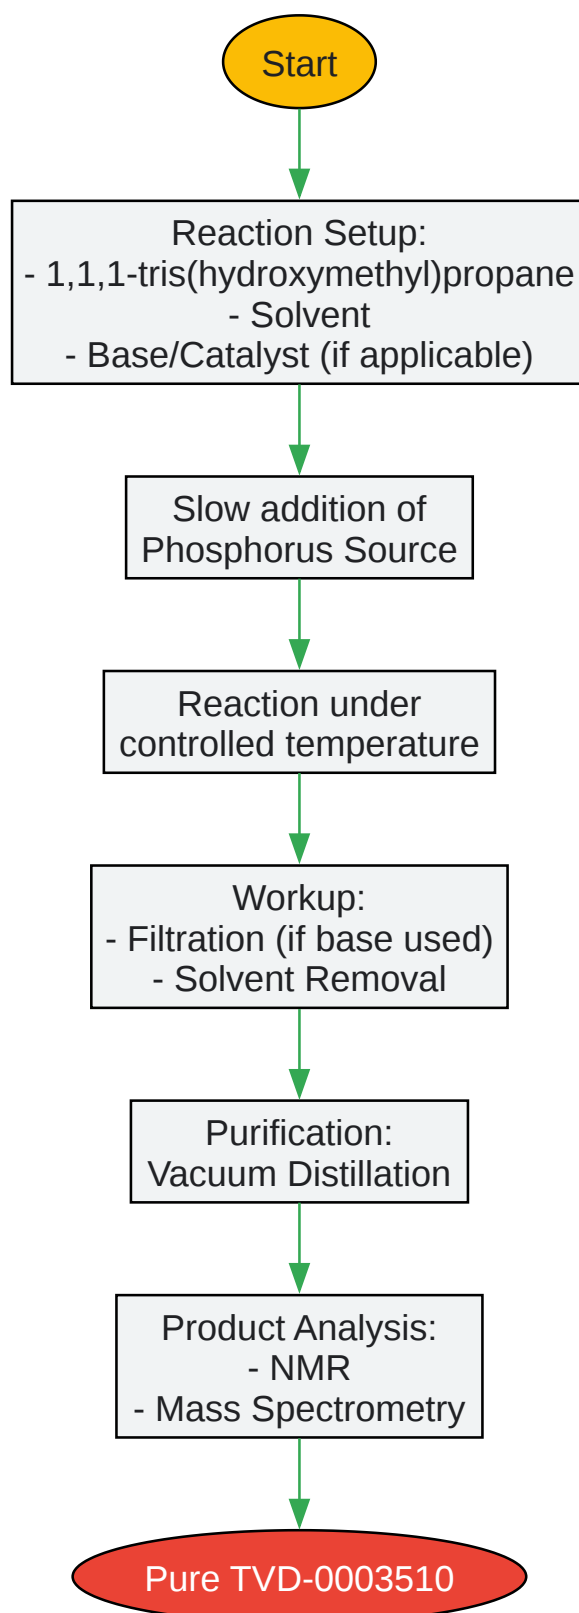 Start
Reaction Setup:
- 1,1,1-tris(hydroxymethyl)propane
- Solvent
- Base/Catalyst (if applicable)
Slow addition of
Phosphorus Source
Reaction under
controlled temperature
Workup:
- Filtration (if base used)
- Solvent Removal
Purification:
Vacuum Distillation
Product Analysis:
- NMR
- Mass Spectrometry
Pure TVD-0003510